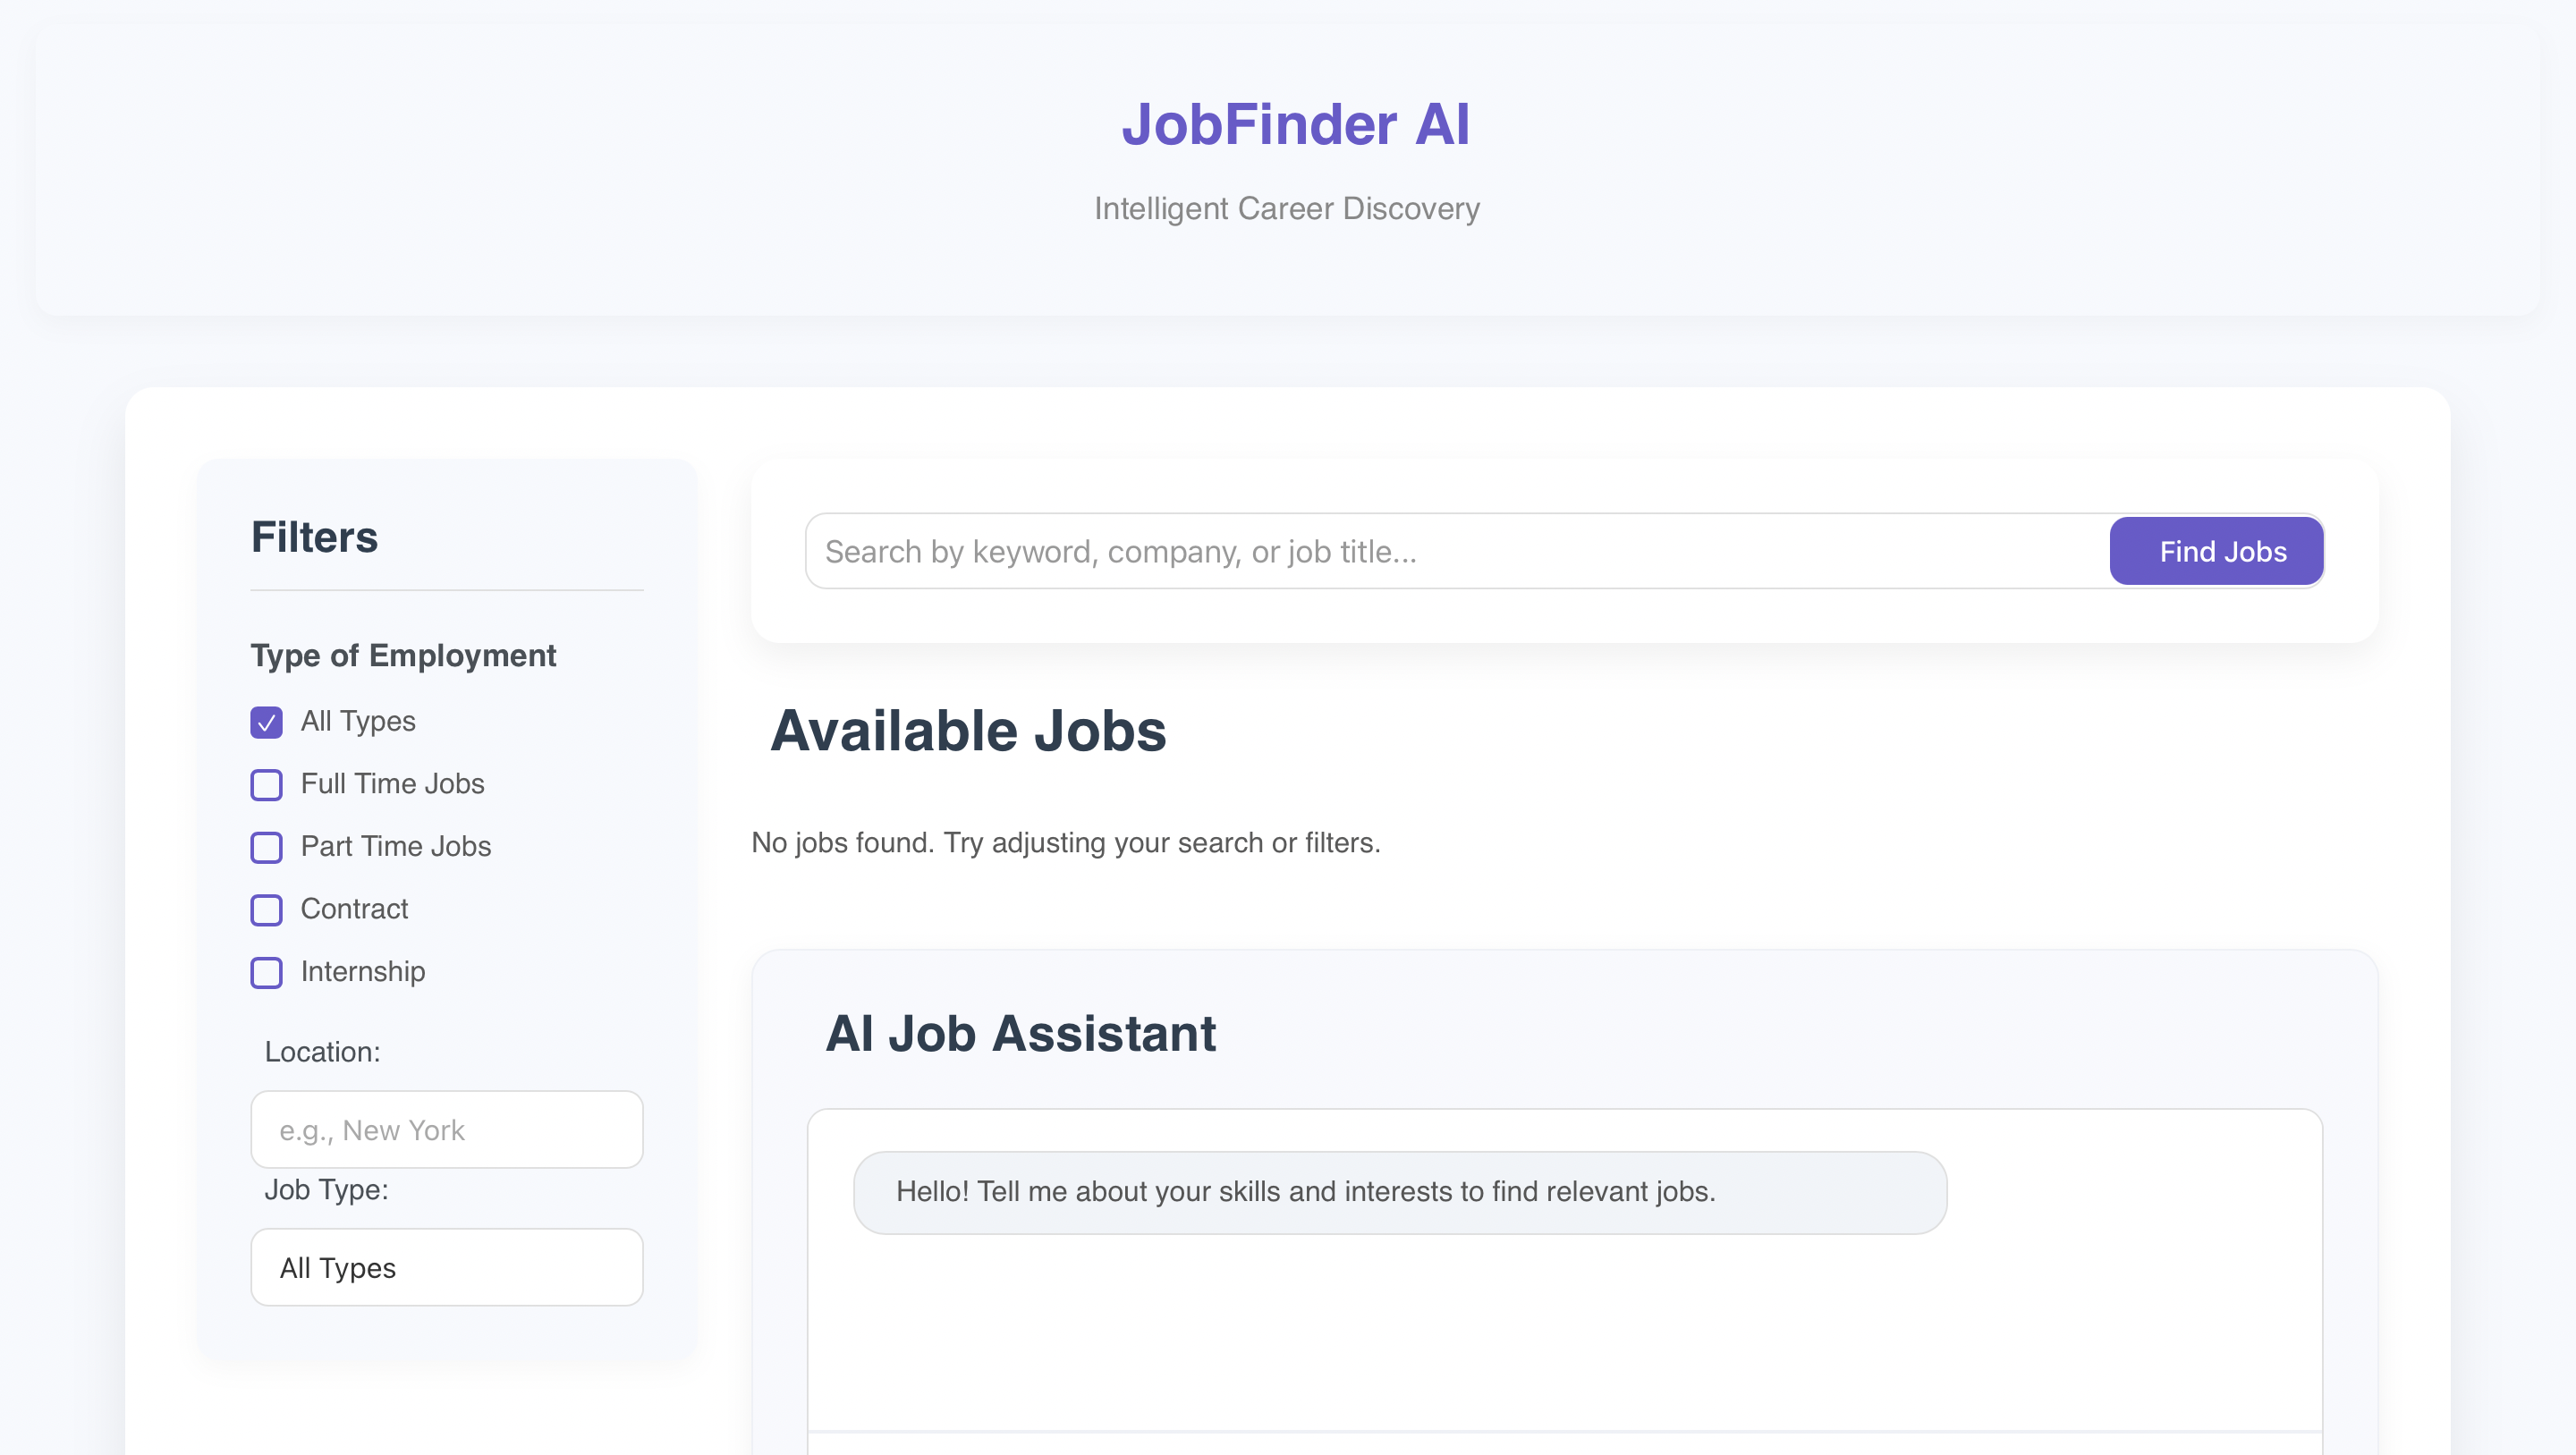 JobFinder AI
Intelligent Career Discovery
Filters
Type of Employment
All Types
Full Time Jobs
Part Time Jobs
Contract
Internship
Location:
e.g., New York
Job Type:
All Types
Search by keyword, company, or job title...
Find Jobs
Available Jobs
No jobs found. Try adjusting your search or filters.
AI Job Assistant
Hello! Tell me about your skills and interests to find relevant jobs.